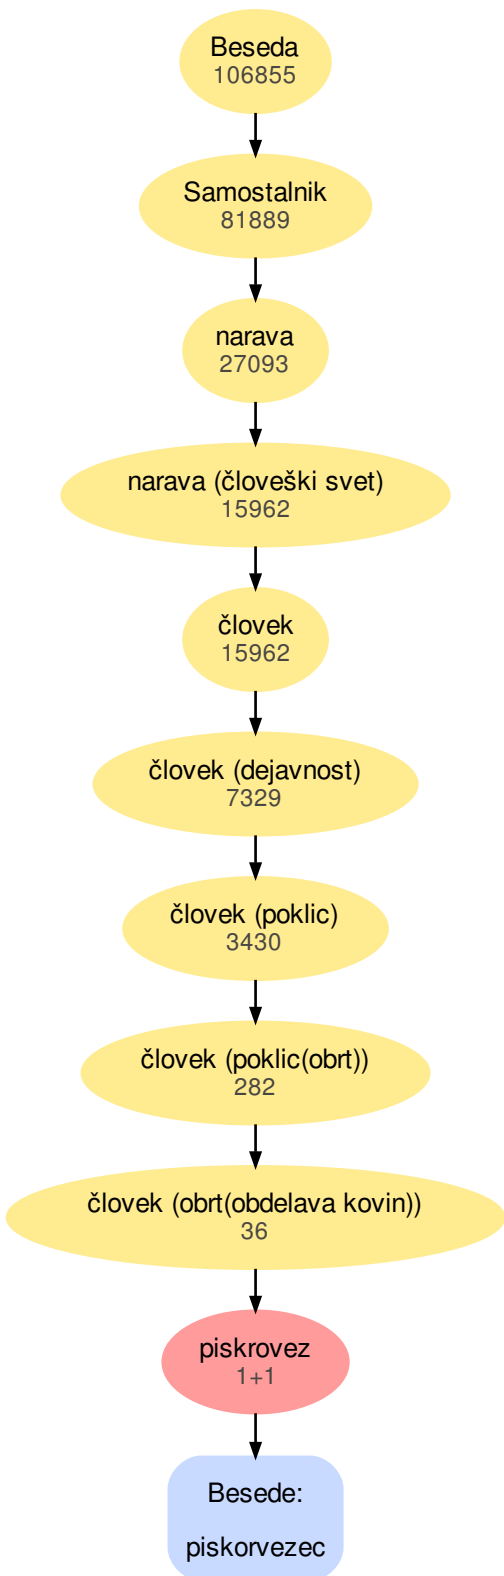 Beseda
106855
Samostalnik
81889
narava
27093
narava (človeški svet)
15962
človek
15962
človek (dejavnost)
7329
človek (poklic)
3430
človek (poklic(obrt))
282
človek (obrt(obdelava kovin))
36
piskrovez
1+1
Besede:
piskorvezec